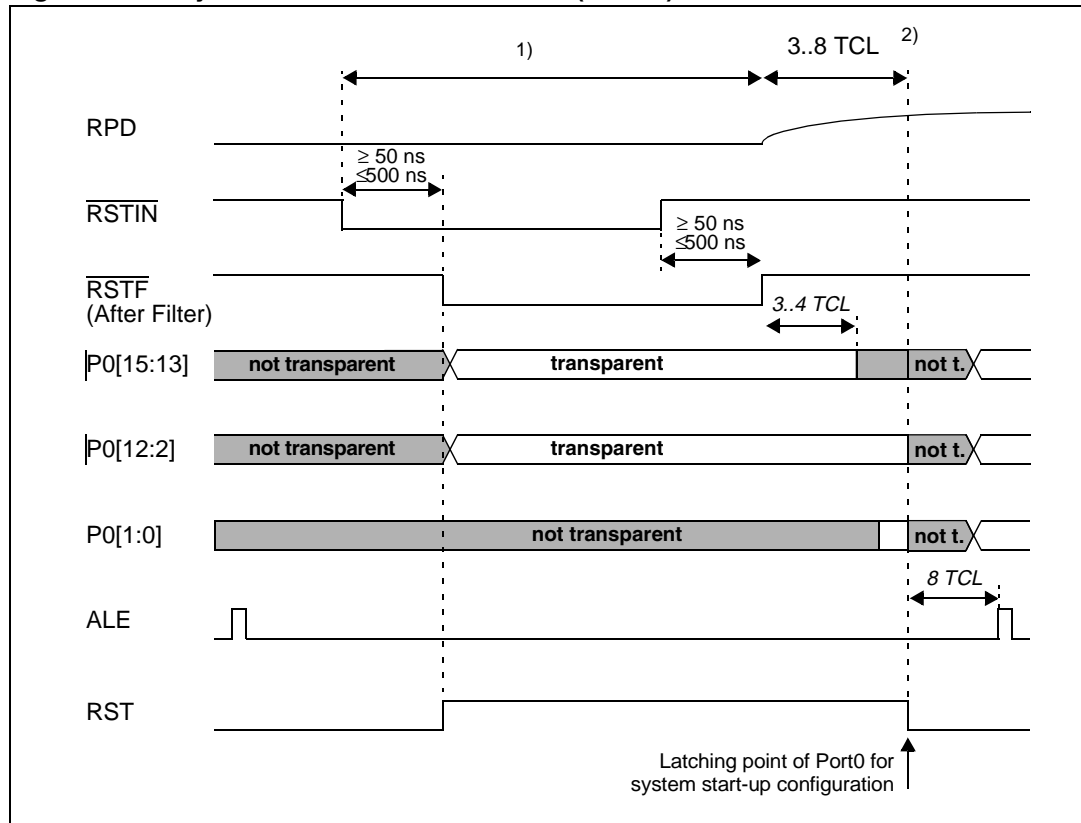 1)
3..8 TCL 2)
RPD
≥ 50 ns
≤500 ns
RSTIN
≥ 50 ns
≤500 ns
RSTF
(After Filter)
3..4 TCL
P0[15:13] not transparent transparent not t.
P0[12:2] not transparent transparent not t.
P0[1:0] not transparent not t.
8 TCL
ALE
RST
Latching point of Port0 for
system start-up configuration